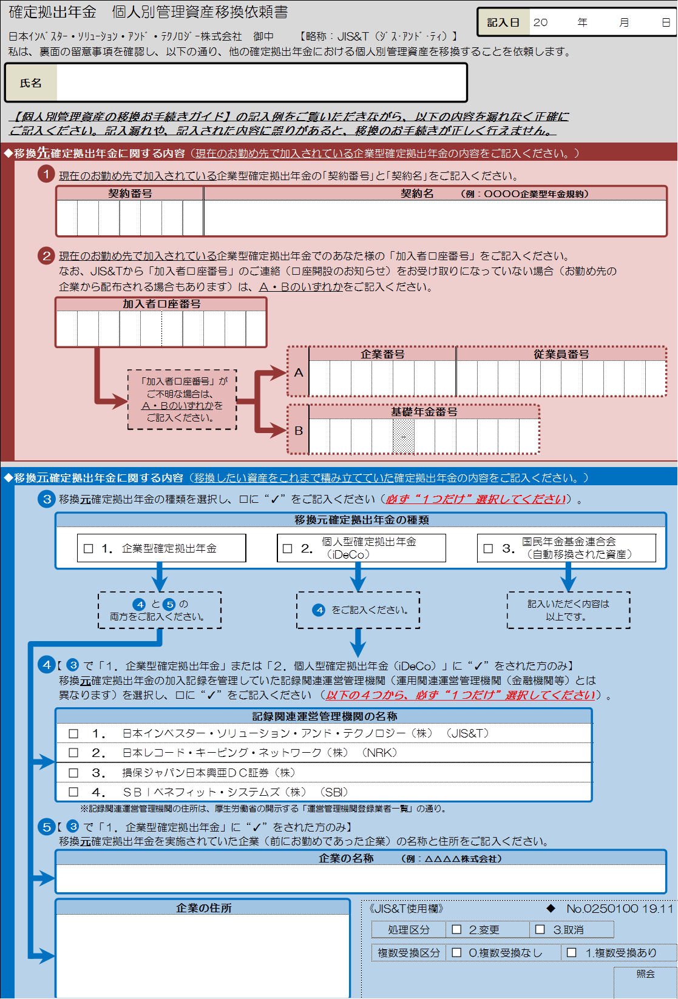 確定拠出年金　個人別管理資産移換依頼書
記入日 20　年　月　日
日本ｲﾝﾍﾞｽﾀｰ・ｿﾘｭｰｼｮﾝ・ｱﾝﾄﾞ・ﾃｸﾉﾛｼﾞｰ株式会社　御中　【略称：JIS&T（ｼﾞｽ･ｱﾝﾄﾞ･ﾃｨ）】
私は、裏面の留意事項を確認し、以下の通り、他の確定拠出年金における個人別管理資産を移換することを依頼します。
氏名
【個人別管理資産の移換お手続きガイド】の記入例をご覧いただきながら、以下の内容を漏れなく正確に
ご記入ください。記入漏れや、記入された内容に誤りがあると、移換のお手続きが正しく行えません。
◆移換先確定拠出年金に関する内容（現在のお勤め先で加入されている企業型確定拠出年金の内容をご記入ください。）
1 現在のお勤め先で加入されている企業型確定拠出年金の｢契約番号｣と｢契約名｣をご記入ください。
契約番号　契約名　（例：〇〇〇〇企業型年金規約）
2 現在のお勤め先で加入されている企業型確定拠出年金でのあなた様の「加入者口座番号」をご記入ください。
なお、JIS&Tから「加入者口座番号」のご連絡（口座開設のお知らせ）をお受け取りになっていない場合（お勤め先の
企業から配布される場合もあります）は、Ａ・Ｂのいずれかをご記入ください。
加入者口座番号
「加入者口座番号」が
ご不明な場合は、
Ａ・Ｂのいずれかを
ご記入ください。
A 企業番号　従業員番号
B 基礎年金番号
-
◆移換元確定拠出年金に関する内容（移換したい資産をこれまで積み立てていた確定拠出年金の内容をご記入ください。）
3 移換元確定拠出年金の種類を選択し、□に“✓”をご記入ください（必ず“１つだけ”選択してください）。
移換元確定拠出年金の種類
□ 1．企業型確定拠出年金
□ 2．個人型確定拠出年金
（iDeCo）
□ 3．国民年金基金連合会
（自動移換された資産）
4 と 5 の
両方をご記入ください。
4 をご記入ください。
記入いただく内容は
以上です。
4【 3 で「１．企業型確定拠出年金」または「２．個人型確定拠出年金（iDeCo）」に“✓”をされた方のみ】
移換元確定拠出年金の加入記録を管理していた記録関連運営管理機関（運用関連運営管理機関（金融機関等）とは
異なります）を選択し、□に“✓”をご記入ください（以下の４つから、必ず“１つだけ”選択してください）。
記録関連運営管理機関の名称
□ 1．日本インベスター・ソリューション・アンド・テクノロジー（株）（JIS&T）
□ 2．日本レコード・キーピング・ネットワーク（株）（NRK）
□ 3．損保ジャパン日本興亜ＤＣ証券（株）
□ 4．ＳＢＩベネフィット・システムズ（株）（SBI）
※記録関連運営管理機関の住所は、厚生労働省の開示する「運営管理機関登録業者一覧」の通り。
5【 3 で「１．企業型確定拠出年金」に“✓”をされた方のみ】
移換元確定拠出年金を実施されていた企業（前にお勤めであった企業）の名称と住所をご記入ください。
企業の名称　（例：△△△△株式会社）
企業の住所
《JIS&T使用欄》　◆　No.0250100 19.11
処理区分　□ 2.変更　□ 3.取消
複数受換区分　□ 0.複数受換なし　□ 1.複数受換あり
照会